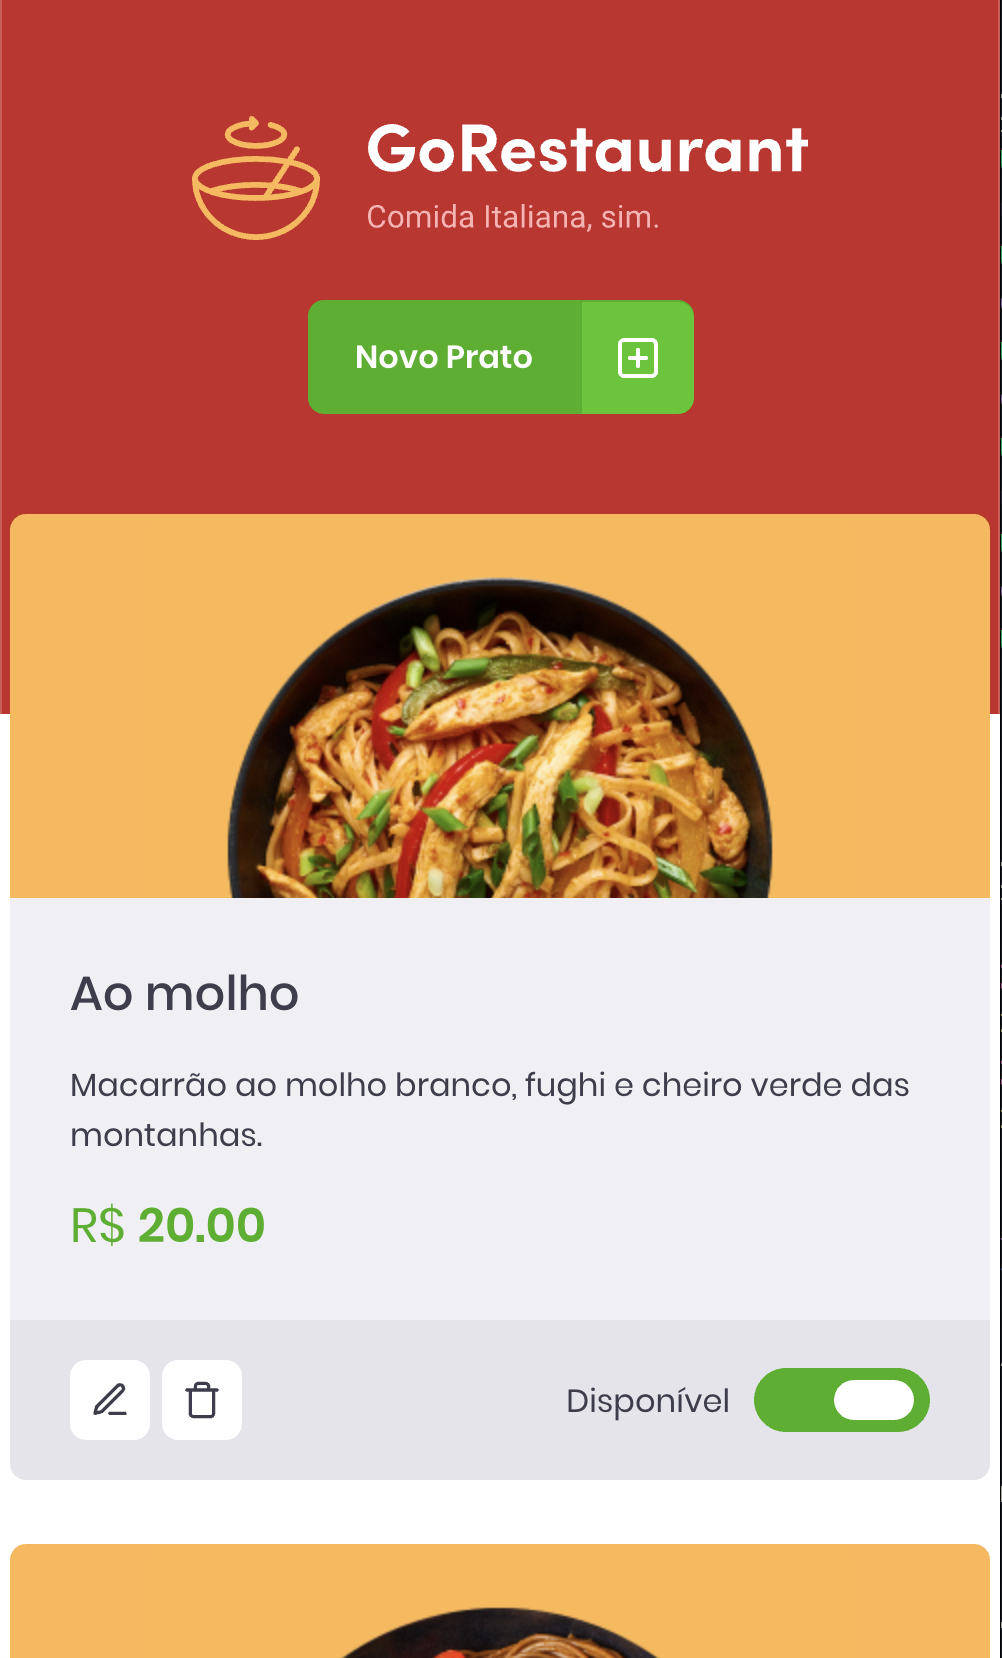 GoRestaurant
Comida Italiana, sim.
Novo Prato
Ao molho
Macarrão ao molho branco, fughi e cheiro verde das
montanhas.
R$ 20.00
Disponível